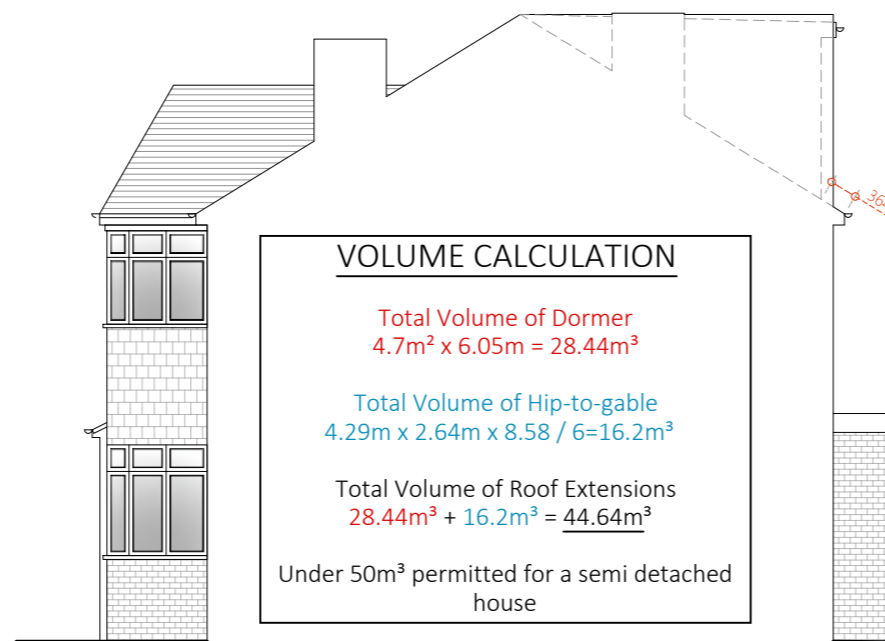 VOLUME CALCULATION
Total Volume of Dormer
4.7m² x 6.05m = 28.44m³
Total Volume of Hip-to-gable
4.29m x 2.64m x 8.58 / 6=16.2m³
Total Volume of Roof Extensions
28.44m³ + 16.2m³ = 44.64m³
Under 50m³ permitted for a semi detached
house